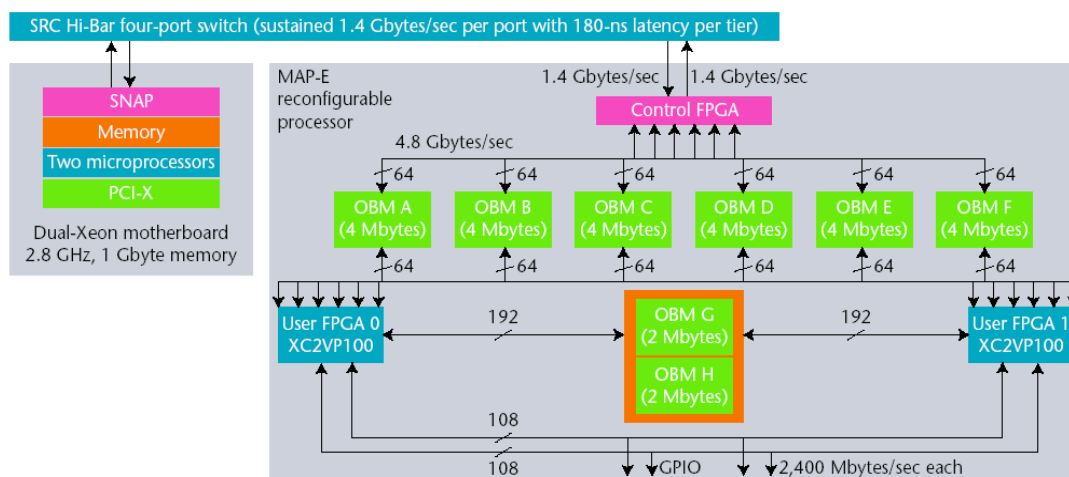 SRC Hi-Bar four-port switch (sustained 1.4 Gbytes/sec per port with 180-ns latency per tier)
SNAP
Memory
Two microprocessors
PCI-X
Dual-Xeon motherboard
2.8 GHz, 1 Gbyte memory
MAP-E
reconfigurable
processor
1.4 Gbytes/sec
1.4 Gbytes/sec
Control FPGA
4.8 Gbytes/sec
64
64
64
64
64
64
OBM A
(4 Mbytes)
OBM B
(4 Mbytes)
OBM C
(4 Mbytes)
OBM D
(4 Mbytes)
OBM E
(4 Mbytes)
OBM F
(4 Mbytes)
64
64
64
64
64
64
User FPGA 0
XC2VP100
192
OBM G
(2 Mbytes)
OBM H
(2 Mbytes)
192
User FPGA 1
XC2VP100
108
108
GPIO
2,400 Mbytes/sec each